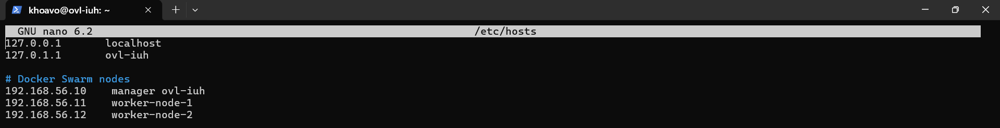 khoavo@ovl-iuh: ~
GNU nano 6.2 /etc/hosts
127.0.0.1 localhost
127.0.1.1 ovl-iuh
# Docker Swarm nodes
192.168.56.10 manager ovl-iuh
192.168.56.11 worker-node-1
192.168.56.12 worker-node-2